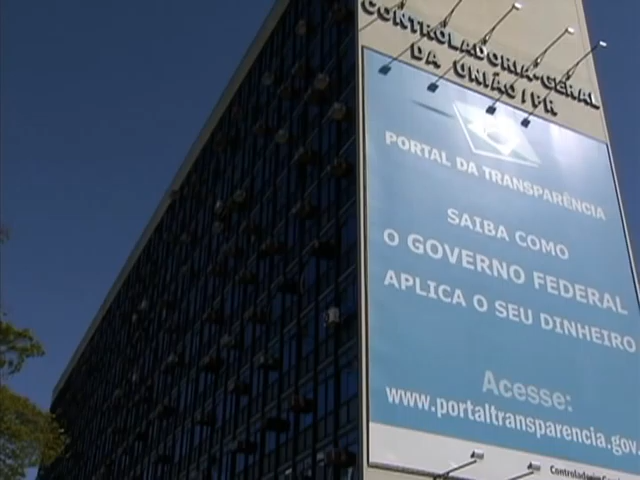 CONTROLADORIA-GERAL
DA UNIÃO/PR
PORTAL DA TRANSPARÊNCIA
SAIBA COMO
O GOVERNO FEDERAL
APLICA O SEU DINHEIRO
Acesse:
www.portaltransparencia.gov.